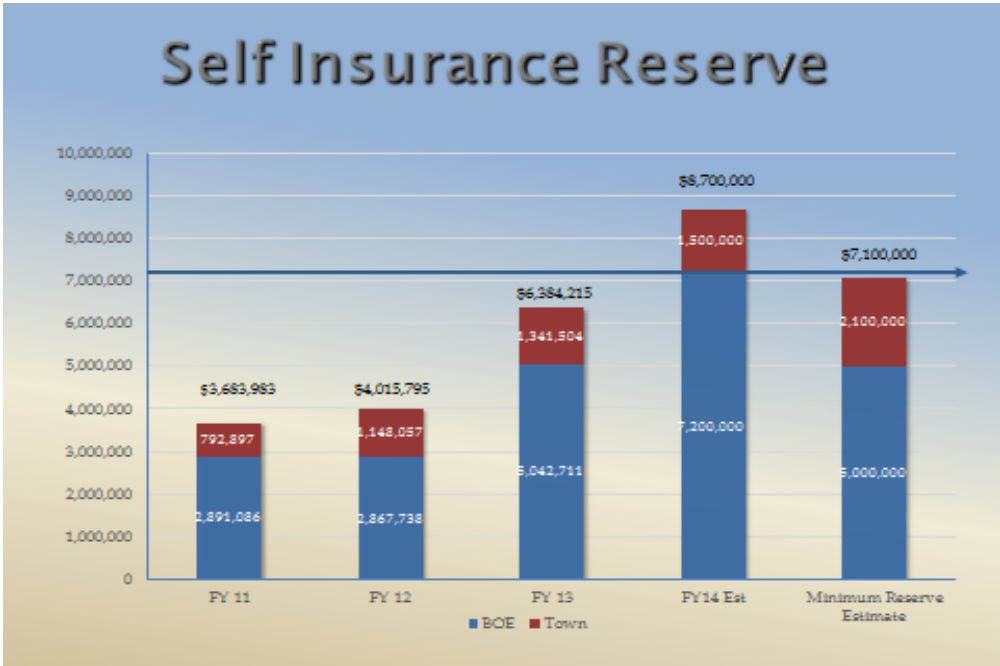 Self Insurance Reserve
10,000,000
9,000,000
8,000,000
7,000,000
6,000,000
5,000,000
4,000,000
3,000,000
2,000,000
1,000,000
0
$3,683,983
792,897
2,891,086
$4,015,795
1,148,057
2,867,738
$6,384,215
1,341,504
5,042,711
$8,700,000
1,500,000
7,200,000
$7,100,000
2,100,000
5,000,000
FY 11
FY 12
FY 13
FY14 Est
Minimum Reserve
Estimate
BOE
Town